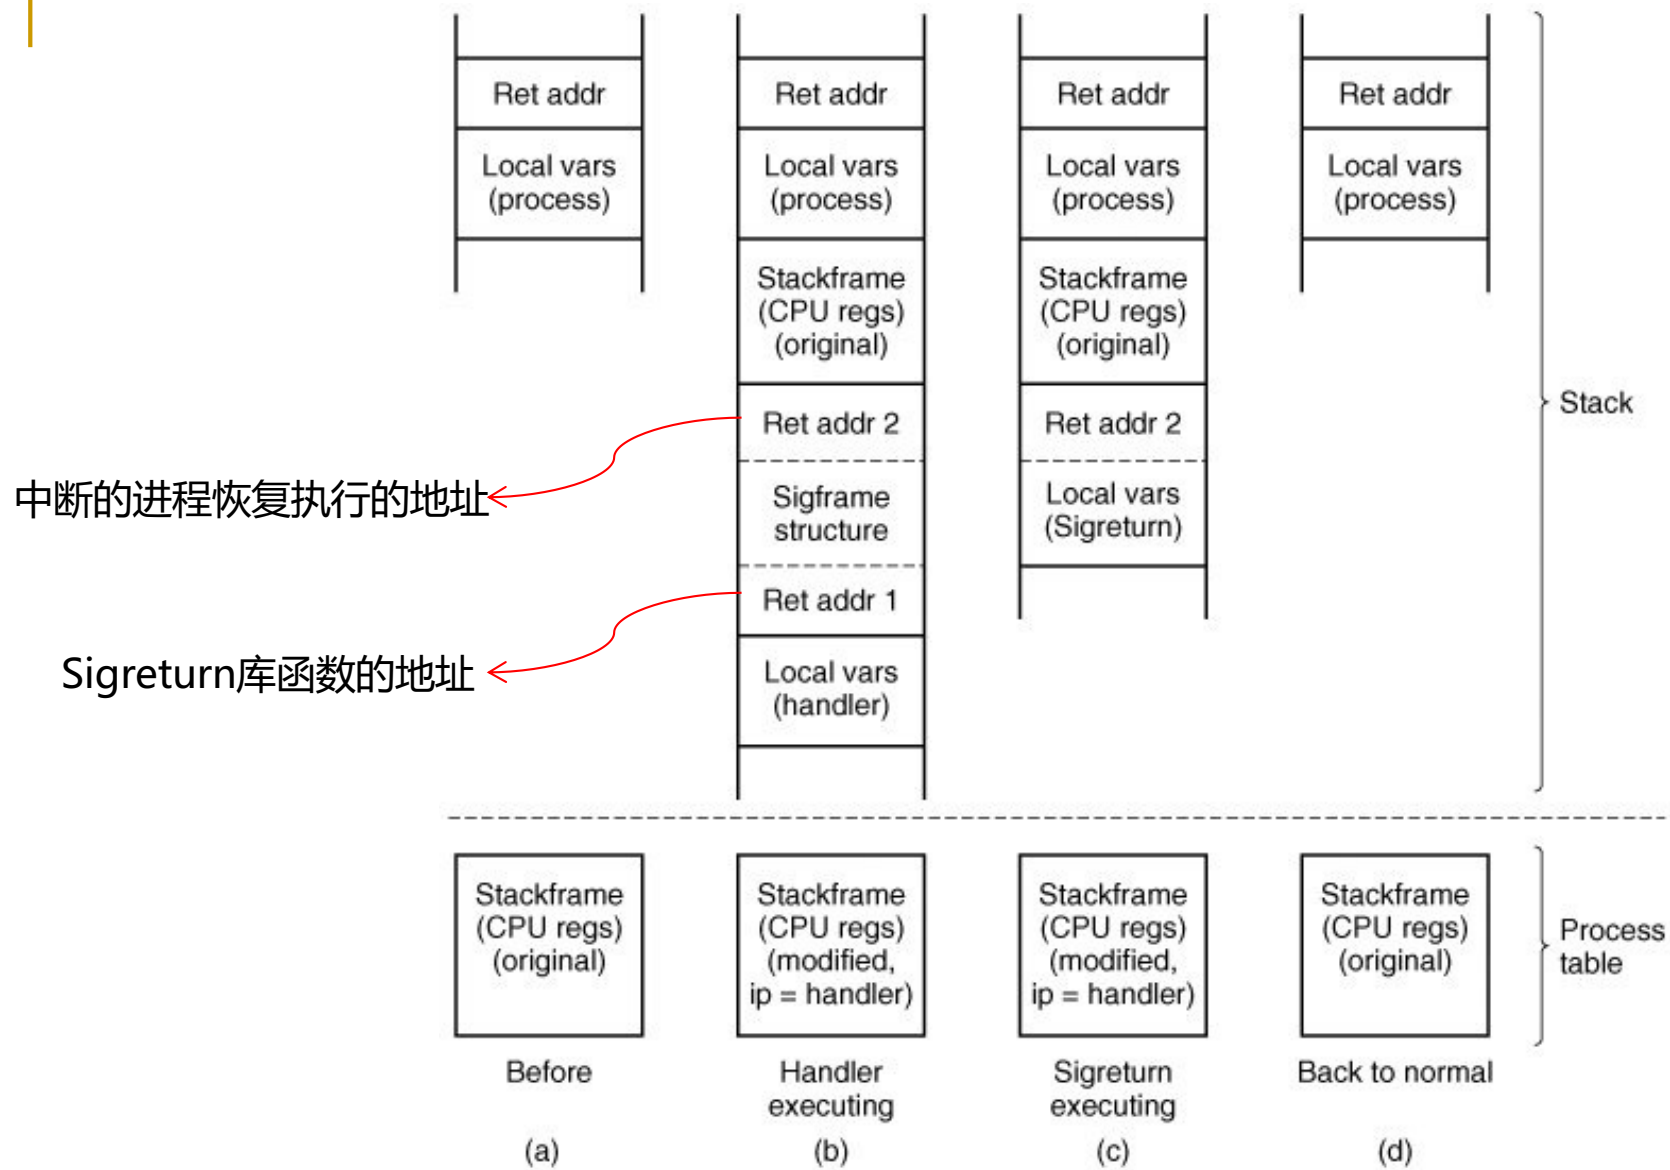 Ret addr
Local vars
(process)
Ret addr
Local vars
(process)
Stackframe
(CPU regs)
(original)
Ret addr 2
Sigframe
structure
Ret addr 1
Local vars
(handler)
Ret addr
Local vars
(process)
Stackframe
(CPU regs)
(original)
Ret addr 2
Local vars
(Sigreturn)
Ret addr
Local vars
(process)
Stack
中断的进程恢复执行的地址
Sigreturn库函数的地址
Stackframe
(CPU regs)
(original)
Stackframe
(CPU regs)
(modified,
ip = handler)
Stackframe
(CPU regs)
(modified,
ip = handler)
Stackframe
(CPU regs)
(original)
Process
table
Before
(a)
Handler
executing
(b)
Sigreturn
executing
(c)
Back to normal
(d)